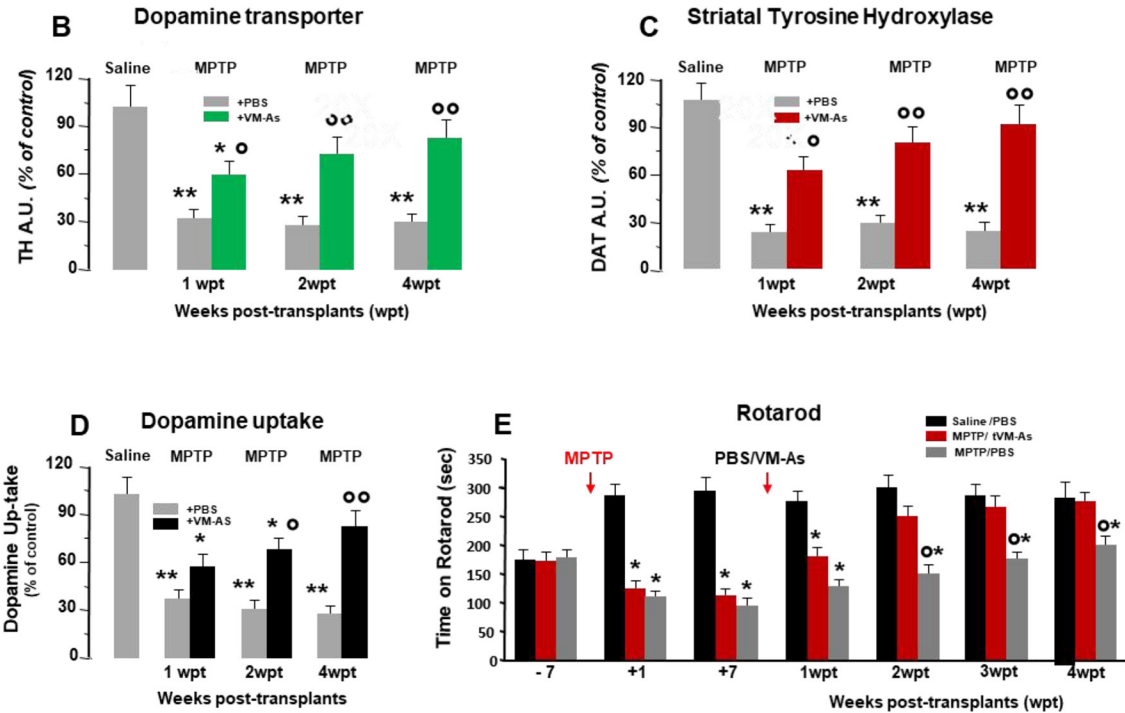 B
Dopamine transporter
TH A.U. (% of control)
120
90
60
30
0
Saline
MPTP
MPTP
MPTP
+PBS
+VM-As
**
* o
**
**
oo
1 wpt
2wpt
4wpt
Weeks post-transplants (wpt)
C
Striatal Tyrosine Hydroxylase
DAT A.U. (% of control)
120
90
60
30
0
Saline
MPTP
MPTP
MPTP
+PBS
+VM-As
**
o
**
oo
**
oo
1wpt
2wpt
4wpt
Weeks post-transplants (wpt)
D
Dopamine uptake
Dopamine Up-take
(% of control)
120
90
60
30
0
Saline
MPTP
MPTP
MPTP
+PBS
+VM-AS
**
*
**
* o
**
oo
1 wpt
2wpt
4wpt
Weeks post-transplants
E
Rotarod
Saline /PBS
MPTP/ tVM-As
MPTP/PBS
Time on Rotarod (sec)
350
300
250
200
150
100
50
0
MPTP
PBS/VM-As
* *
* *
* *
o*
o*
o*
- 7
+1
+7
1wpt
2wpt
3wpt
4wpt
Weeks post-transplants (wpt)